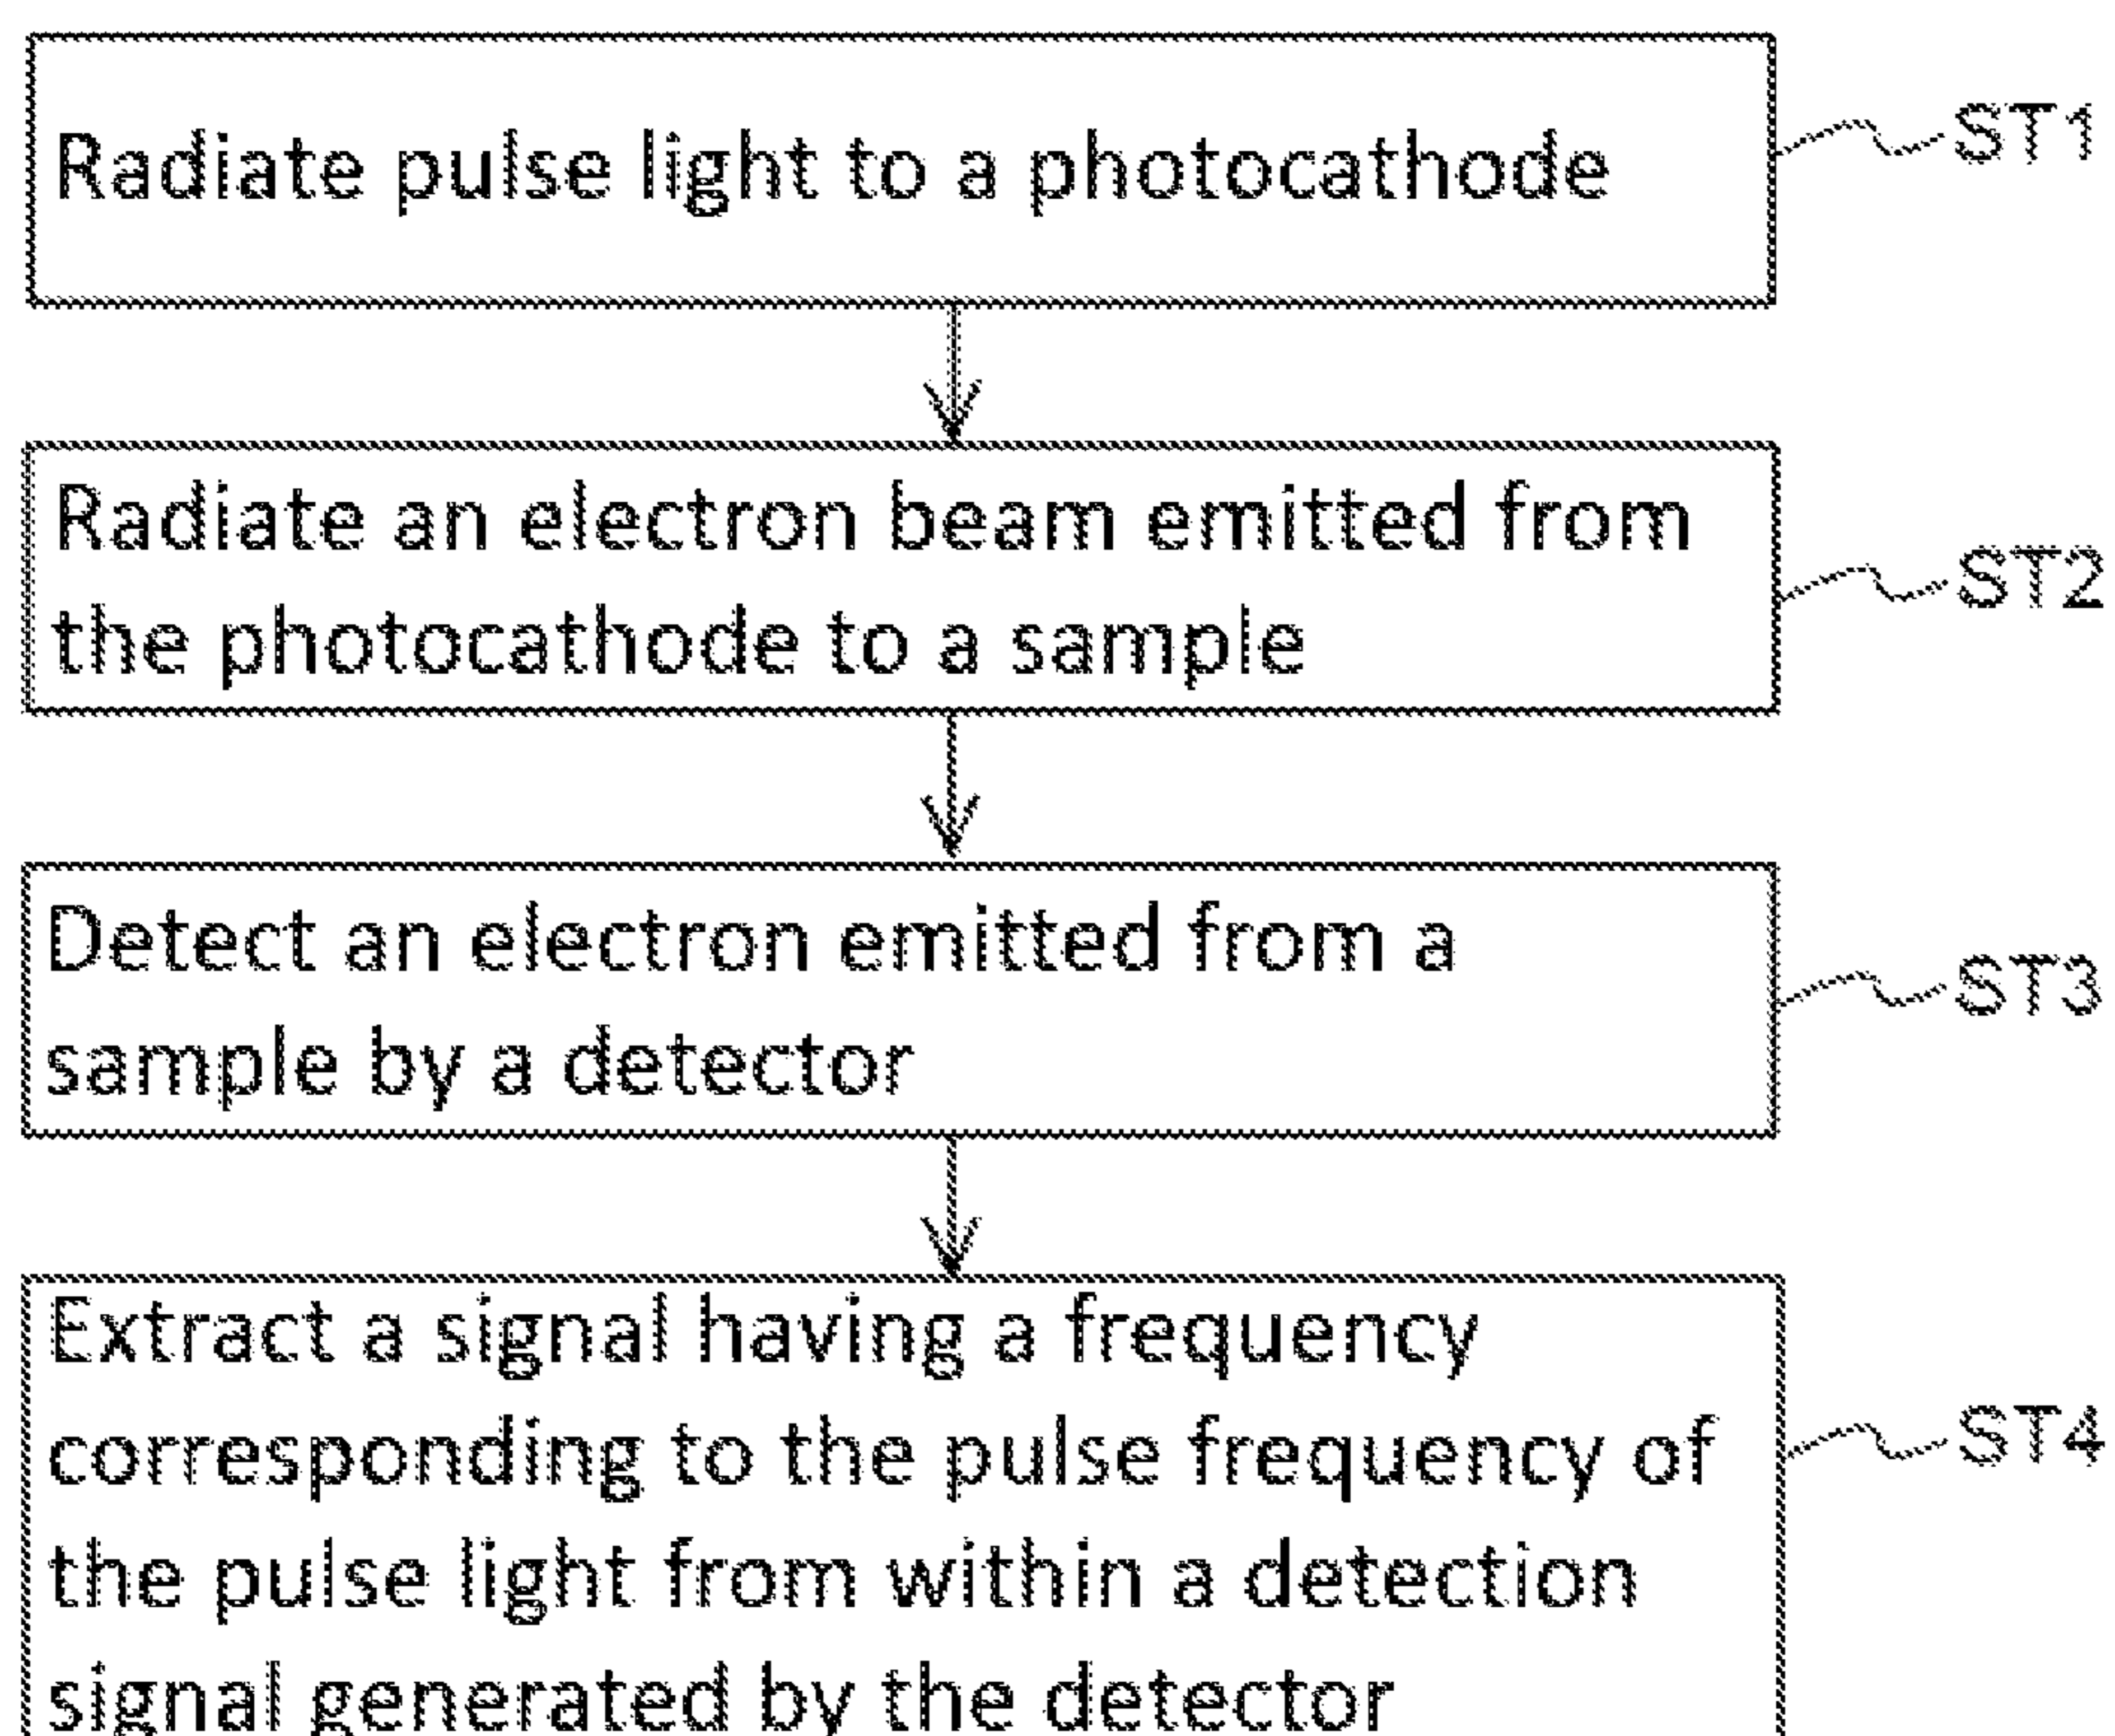 Radiate pulse light to a photocathode
ST1
Radiate an electron beam emitted from
the photocathode to a sample
ST2
Detect an electron emitted from a
sample by a detector
ST3
Extract a signal having a frequency
corresponding to the pulse frequency of
the pulse light from within a detection
signal generated by the detector
ST4